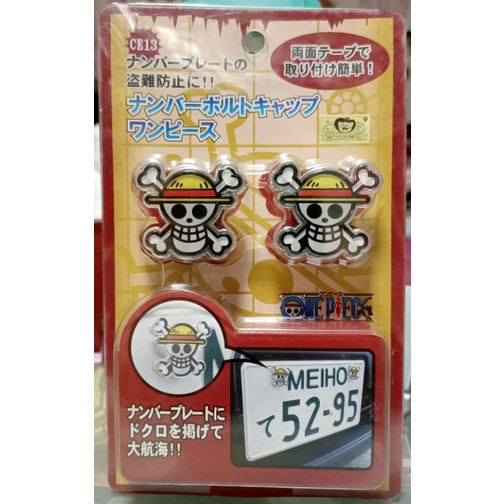 CE13
ナンバープレートの
盗難防止に!!
ナンバーボルトキャップ
ワンピース
両面テープで
取り付け簡単!
ONE PIECE
MEIHO
て 52-95
ナンバープレートに
ドクロを掲げて
大航海!!